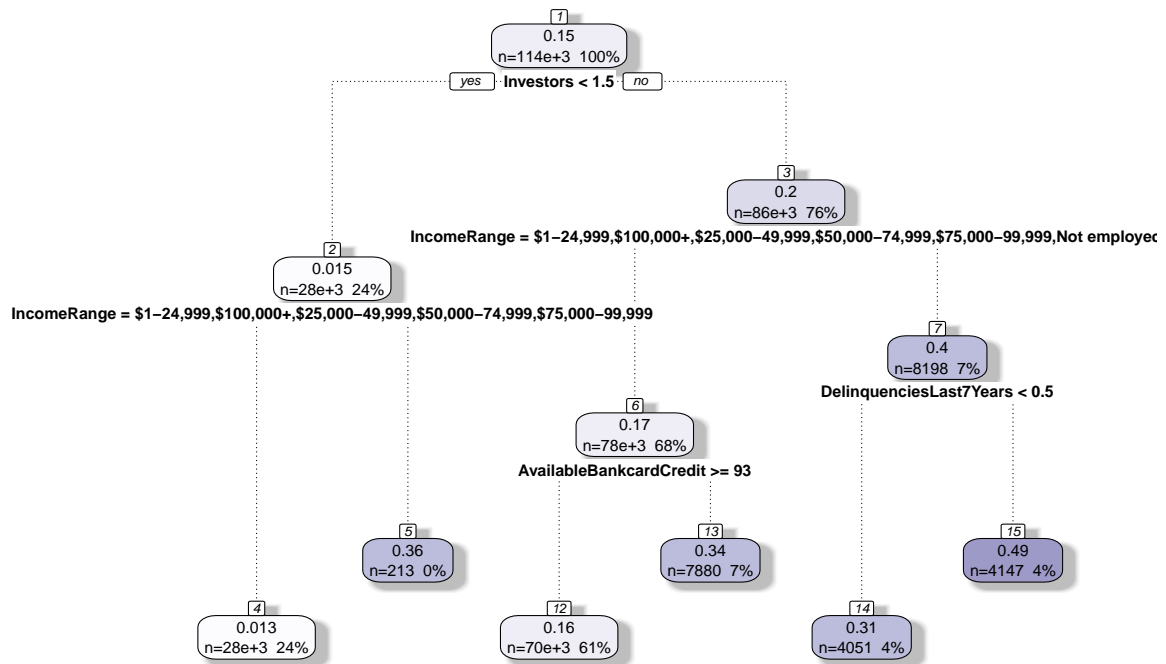 1
0.15
n=114e+3 100%
yes Investors < 1.5 no
3
0.2
n=86e+3 76%
IncomeRange = $1−24,999,$100,000+,$25,000−49,999,$50,000−74,999,$75,000−99,999,Not employed
2
0.015
n=28e+3 24%
IncomeRange = $1−24,999,$100,000+,$25,000−49,999,$50,000−74,999,$75,000−99,999
7
0.4
n=8198 7%
DelinquenciesLast7Years < 0.5
6
0.17
n=78e+3 68%
AvailableBankcardCredit >= 93
5
0.36
n=213 0%
13
0.34
n=7880 7%
15
0.49
n=4147 4%
4
0.013
n=28e+3 24%
12
0.16
n=70e+3 61%
14
0.31
n=4051 4%